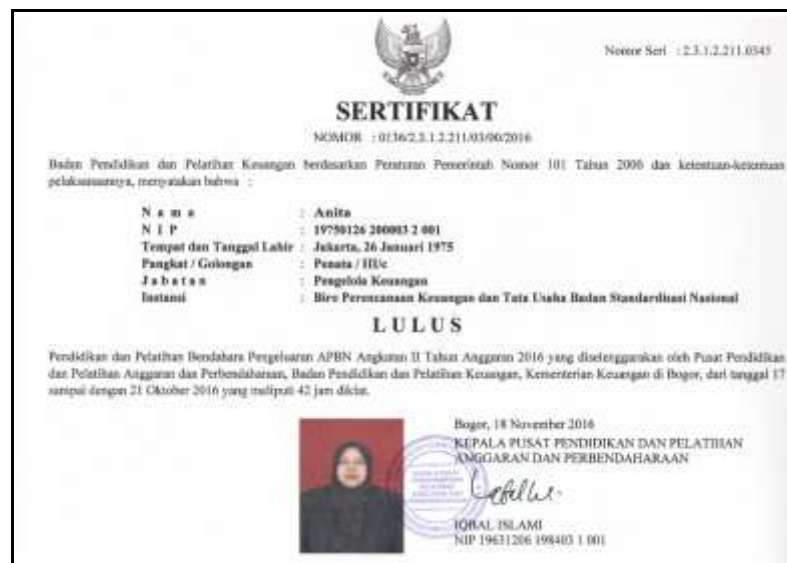 Nomor Seri : 2.3.1.2.211.0345
SERTIFIKAT
NOMOR : 0136/2.3.1.2.211/03/00/2016
Badan Pendidikan dan Pelatihan Keuangan berdasarkan Peraturan Pemerintah Nomor 101 Tahun 2000 dan ketentuan-ketentuan
pelaksanaannya, menyatakan bahwa :
Nama : Anita
NIP : 19750126 200003 2 001
Tempat dan Tanggal Lahir : Jakarta, 26 Januari 1975
Pangkat / Golongan : Penata / III/c
Jabatan : Pengelola Keuangan
Instansi : Biro Perencanaan Keuangan dan Tata Usaha Badan Standardisasi Nasional
LULUS
Pendidikan dan Pelatihan Bendahara Pengeluaran APBN Angkatan II Tahun Anggaran 2016 yang diselenggarakan oleh Pusat Pendidikan
dan Pelatihan Anggaran dan Perbendaharaan, Badan Pendidikan dan Pelatihan Keuangan, Kementerian Keuangan di Bogor, dari tanggal 17
sampai dengan 21 Oktober 2016 yang meliputi 42 jam diklat.
Bogor, 18 November 2016
KEPALA PUSAT PENDIDIKAN DAN PELATIHAN
ANGGARAN DAN PERBENDAHARAAN
IQBAL ISLAMI
NIP 19631206 198403 1 001